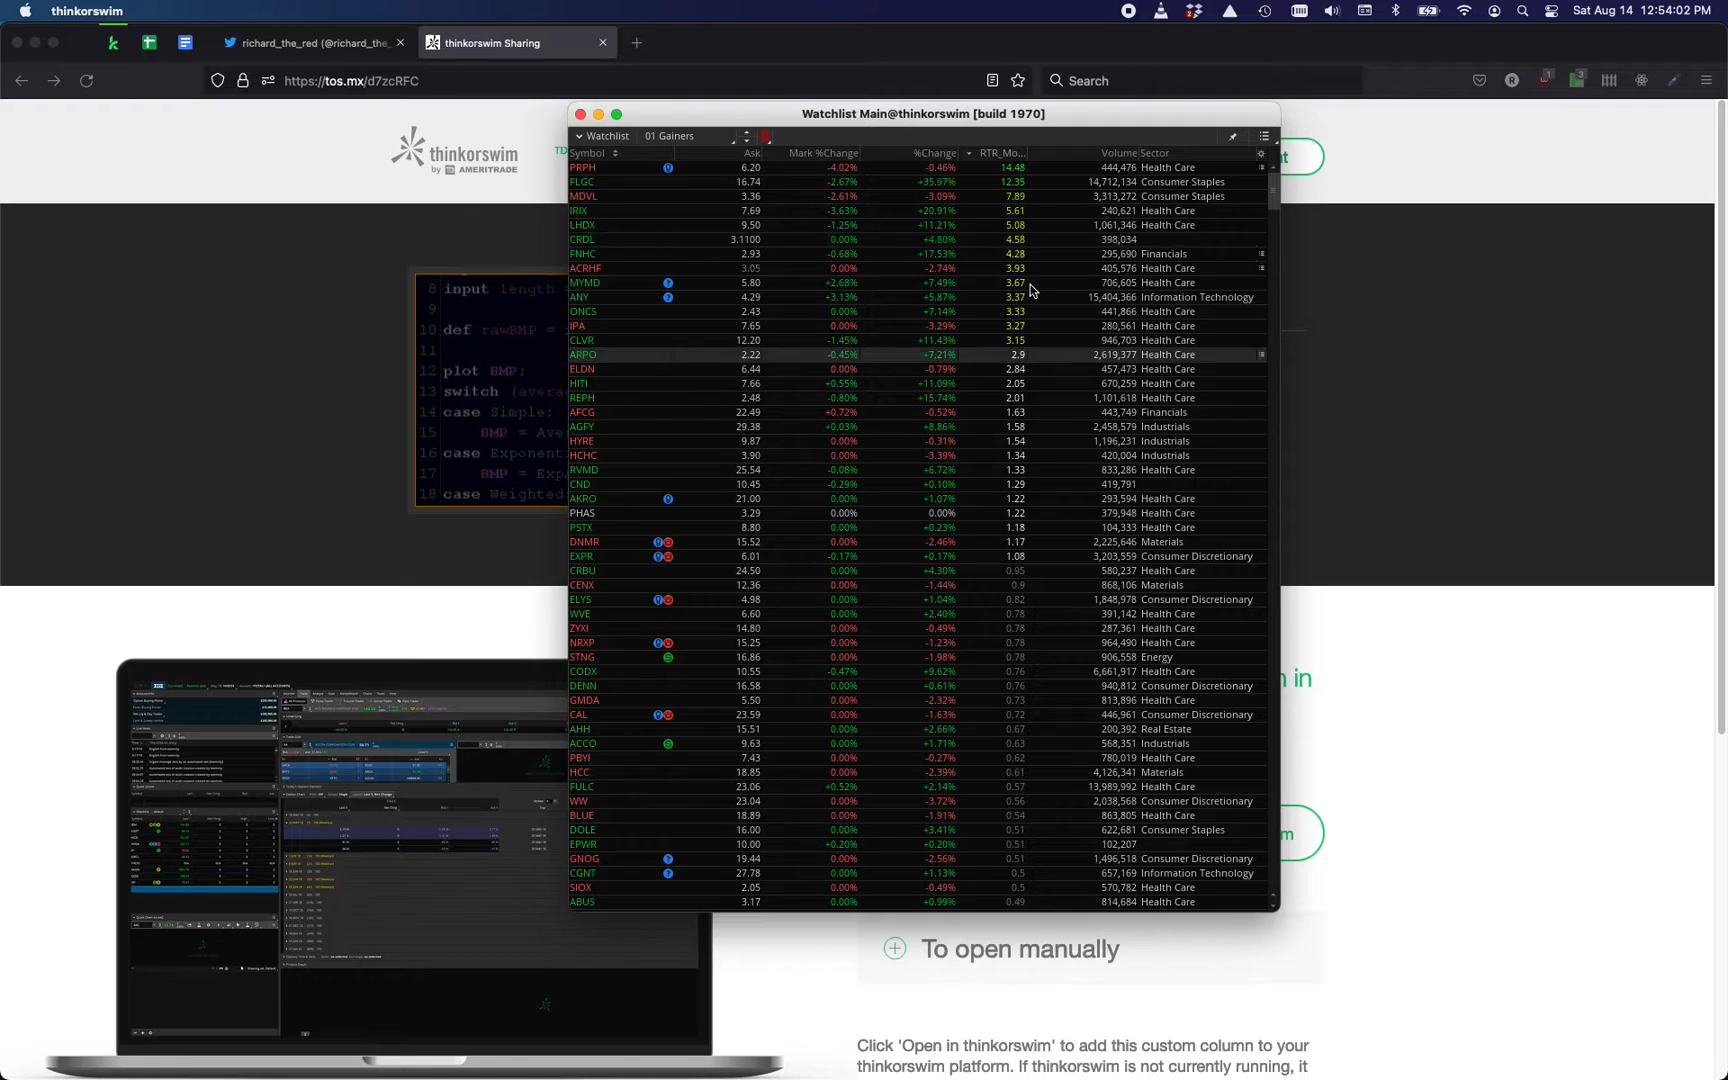 thinkorswim
Sat Aug 14 12:54:02 PM
richard_the_red (@richard_the_
thinkorswim Sharing
https://tos.mx/d7zcRFC
Search
Watchlist Main@thinkorswim [build 1970]
Watchlist 01 Gainers
Symbol Ask Mark %Change %Change RTR_Mo... Volume Sector
PRPH 6.20 -4.02% -0.46% 14.48 444,476 Health Care
FLGC 16.74 -2.67% +35.97% 12.35 14,712,134 Consumer Staples
MDVL 3.36 -2.61% -3.09% 7.89 3,313,272 Consumer Staples
IRIX 7.69 -3.63% +20.91% 5.61 240,621 Health Care
LHDX 9.50 -1.25% +11.21% 5.08 1,061,346 Health Care
CRDL 3.1100 0.00% +4.80% 4.58 398,034
FNHC 2.93 -0.68% +17.53% 4.28 295,690 Financials
ACRHF 3.05 0.00% -2.74% 3.93 405,576 Health Care
MYMD 5.80 +2.68% +7.49% 3.67 706,605 Health Care
ANY 4.29 +3.13% +5.87% 3.37 15,404,366 Information Technology
ONCS 2.43 0.00% +7.14% 3.33 441,866 Health Care
IPA 7.65 0.00% -3.29% 3.27 280,561 Health Care
CLVR 12.20 -1.45% +11.43% 3.15 946,703 Health Care
ARPO 2.22 -0.45% +7.21% 2.9 2,619,377 Health Care
ELDN 6.44 0.00% -0.79% 2.84 457,473 Health Care
HITI 7.66 +0.55% +11.09% 2.05 670,259 Health Care
REPH 2.48 -0.80% +15.74% 2.01 1,101,618 Health Care
AFCG 22.49 +0.72% -0.52% 1.63 443,749 Financials
AGFY 29.38 +0.03% +8.86% 1.58 2,458,579 Industrials
HYRE 9.87 0.00% -0.31% 1.54 1,196,231 Industrials
HCHC 3.90 0.00% -3.39% 1.34 420,004 Industrials
RVMD 25.54 -0.08% +6.72% 1.33 833,286 Health Care
CND 10.45 -0.29% +0.10% 1.29 419,791
AKRO 21.00 0.00% +1.07% 1.22 293,594 Health Care
PHAS 3.29 0.00% 0.00% 1.22 379,948 Health Care
PSTX 8.80 0.00% +0.23% 1.18 104,333 Health Care
DNMR 15.52 0.00% -2.46% 1.17 2,225,646 Materials
EXPR 6.01 -0.17% +0.17% 1.08 3,203,559 Consumer Discretionary
CRBU 24.50 0.00% +4.30% 0.95 580,237 Health Care
CENX 12.36 0.00% -1.44% 0.9 868,106 Materials
ELYS 4.98 0.00% +1.04% 0.82 1,848,978 Consumer Discretionary
WVE 6.60 0.00% +2.40% 0.78 391,142 Health Care
ZYXI 14.80 0.00% -0.49% 0.78 287,361 Health Care
NRXP 15.25 0.00% -1.23% 0.78 964,490 Health Care
STNG 16.86 0.00% -1.98% 0.78 906,558 Energy
CODX 10.55 -0.47% +9.62% 0.76 6,661,917 Health Care
DENN 16.58 0.00% +0.61% 0.76 940,812 Consumer Discretionary
GMDA 5.50 0.00% -2.32% 0.73 813,896 Health Care
CAL 23.59 0.00% -1.63% 0.72 446,961 Consumer Discretionary
AHH 15.51 0.00% +2.66% 0.67 200,392 Real Estate
ACCO 9.63 0.00% +1.71% 0.63 568,351 Industrials
PBYI 7.43 0.00% -0.27% 0.62 780,019 Health Care
HCC 18.85 0.00% -2.39% 0.61 4,126,341 Materials
FULC 23.06 +0.52% +2.14% 0.57 13,989,992 Health Care
WW 23.04 0.00% -3.72% 0.56 2,038,568 Consumer Discretionary
BLUE 18.89 0.00% -1.91% 0.54 863,805 Health Care
DOLE 16.00 0.00% +3.41% 0.51 622,681 Consumer Staples
EPWR 10.00 +0.20% +0.20% 0.51 102,207
GNOG 19.44 0.00% -2.56% 0.51 1,496,518 Consumer Discretionary
CGNT 27.78 0.00% +1.13% 0.5 657,169 Information Technology
SIOX 2.05 0.00% -0.49% 0.5 570,782 Health Care
ABUS 3.17 0.00% +0.99% 0.49 814,684 Health Care
thinkorswim
by AMERITRADE
8 input length
9
10 def rawBMP =
11
12 plot BMP;
13 switch (avera
14 case Simple:
15 BMP = Ave
16 case Exponent
17 BMP = Exp
18 case Weighted
n in
m
To open manually
Click 'Open in thinkorswim' to add this custom column to your
thinkorswim platform. If thinkorswim is not currently running, it